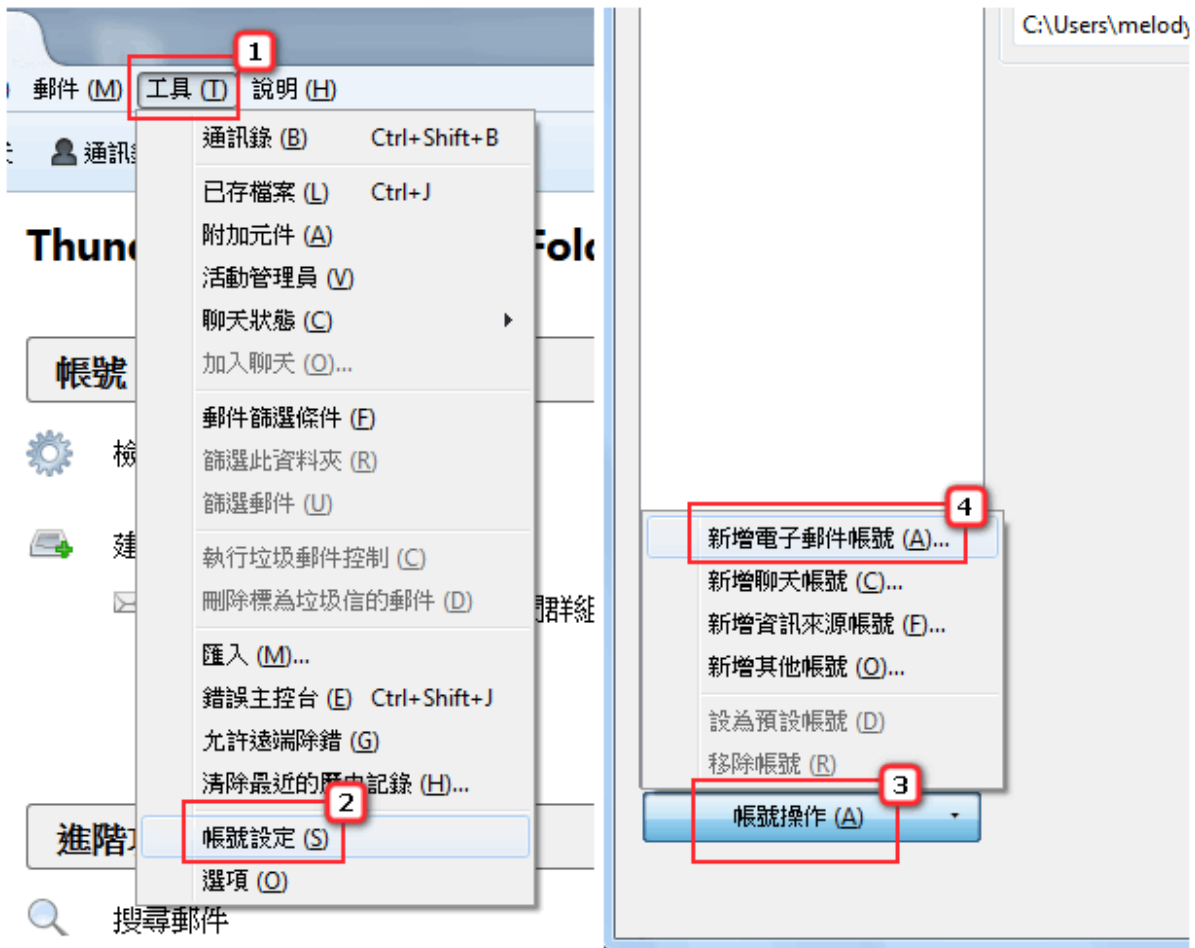 1
郵件 (M) 工具 (T) 說明 (H)
通訊錄 (B) Ctrl+Shift+B
通訊
已存檔案 (L) Ctrl+J
附加元件 (A)
活動管理員 (V)
聊天狀態 (C)
加入聊天 (O)...
郵件篩選條件 (F)
篩選此資料夾 (R)
篩選郵件 (U)
執行垃圾郵件控制 (C)
刪除標為垃圾信的郵件 (D)
匯入 (M)...
錯誤主控台 (E) Ctrl+Shift+J
允許遠端除錯 (G)
清除最近的歷史記錄 (H)...
2
帳號設定 (S)
選項 (O)
Thun
Fold
帳號
檢
建
群組
進階
搜尋郵件
C:\Users\melody
4
新增電子郵件帳號 (A)...
新增聊天帳號 (C)...
新增資訊來源帳號 (F)...
新增其他帳號 (O)...
設為預設帳號 (D)
移除帳號 (R)
3
帳號操作 (A)